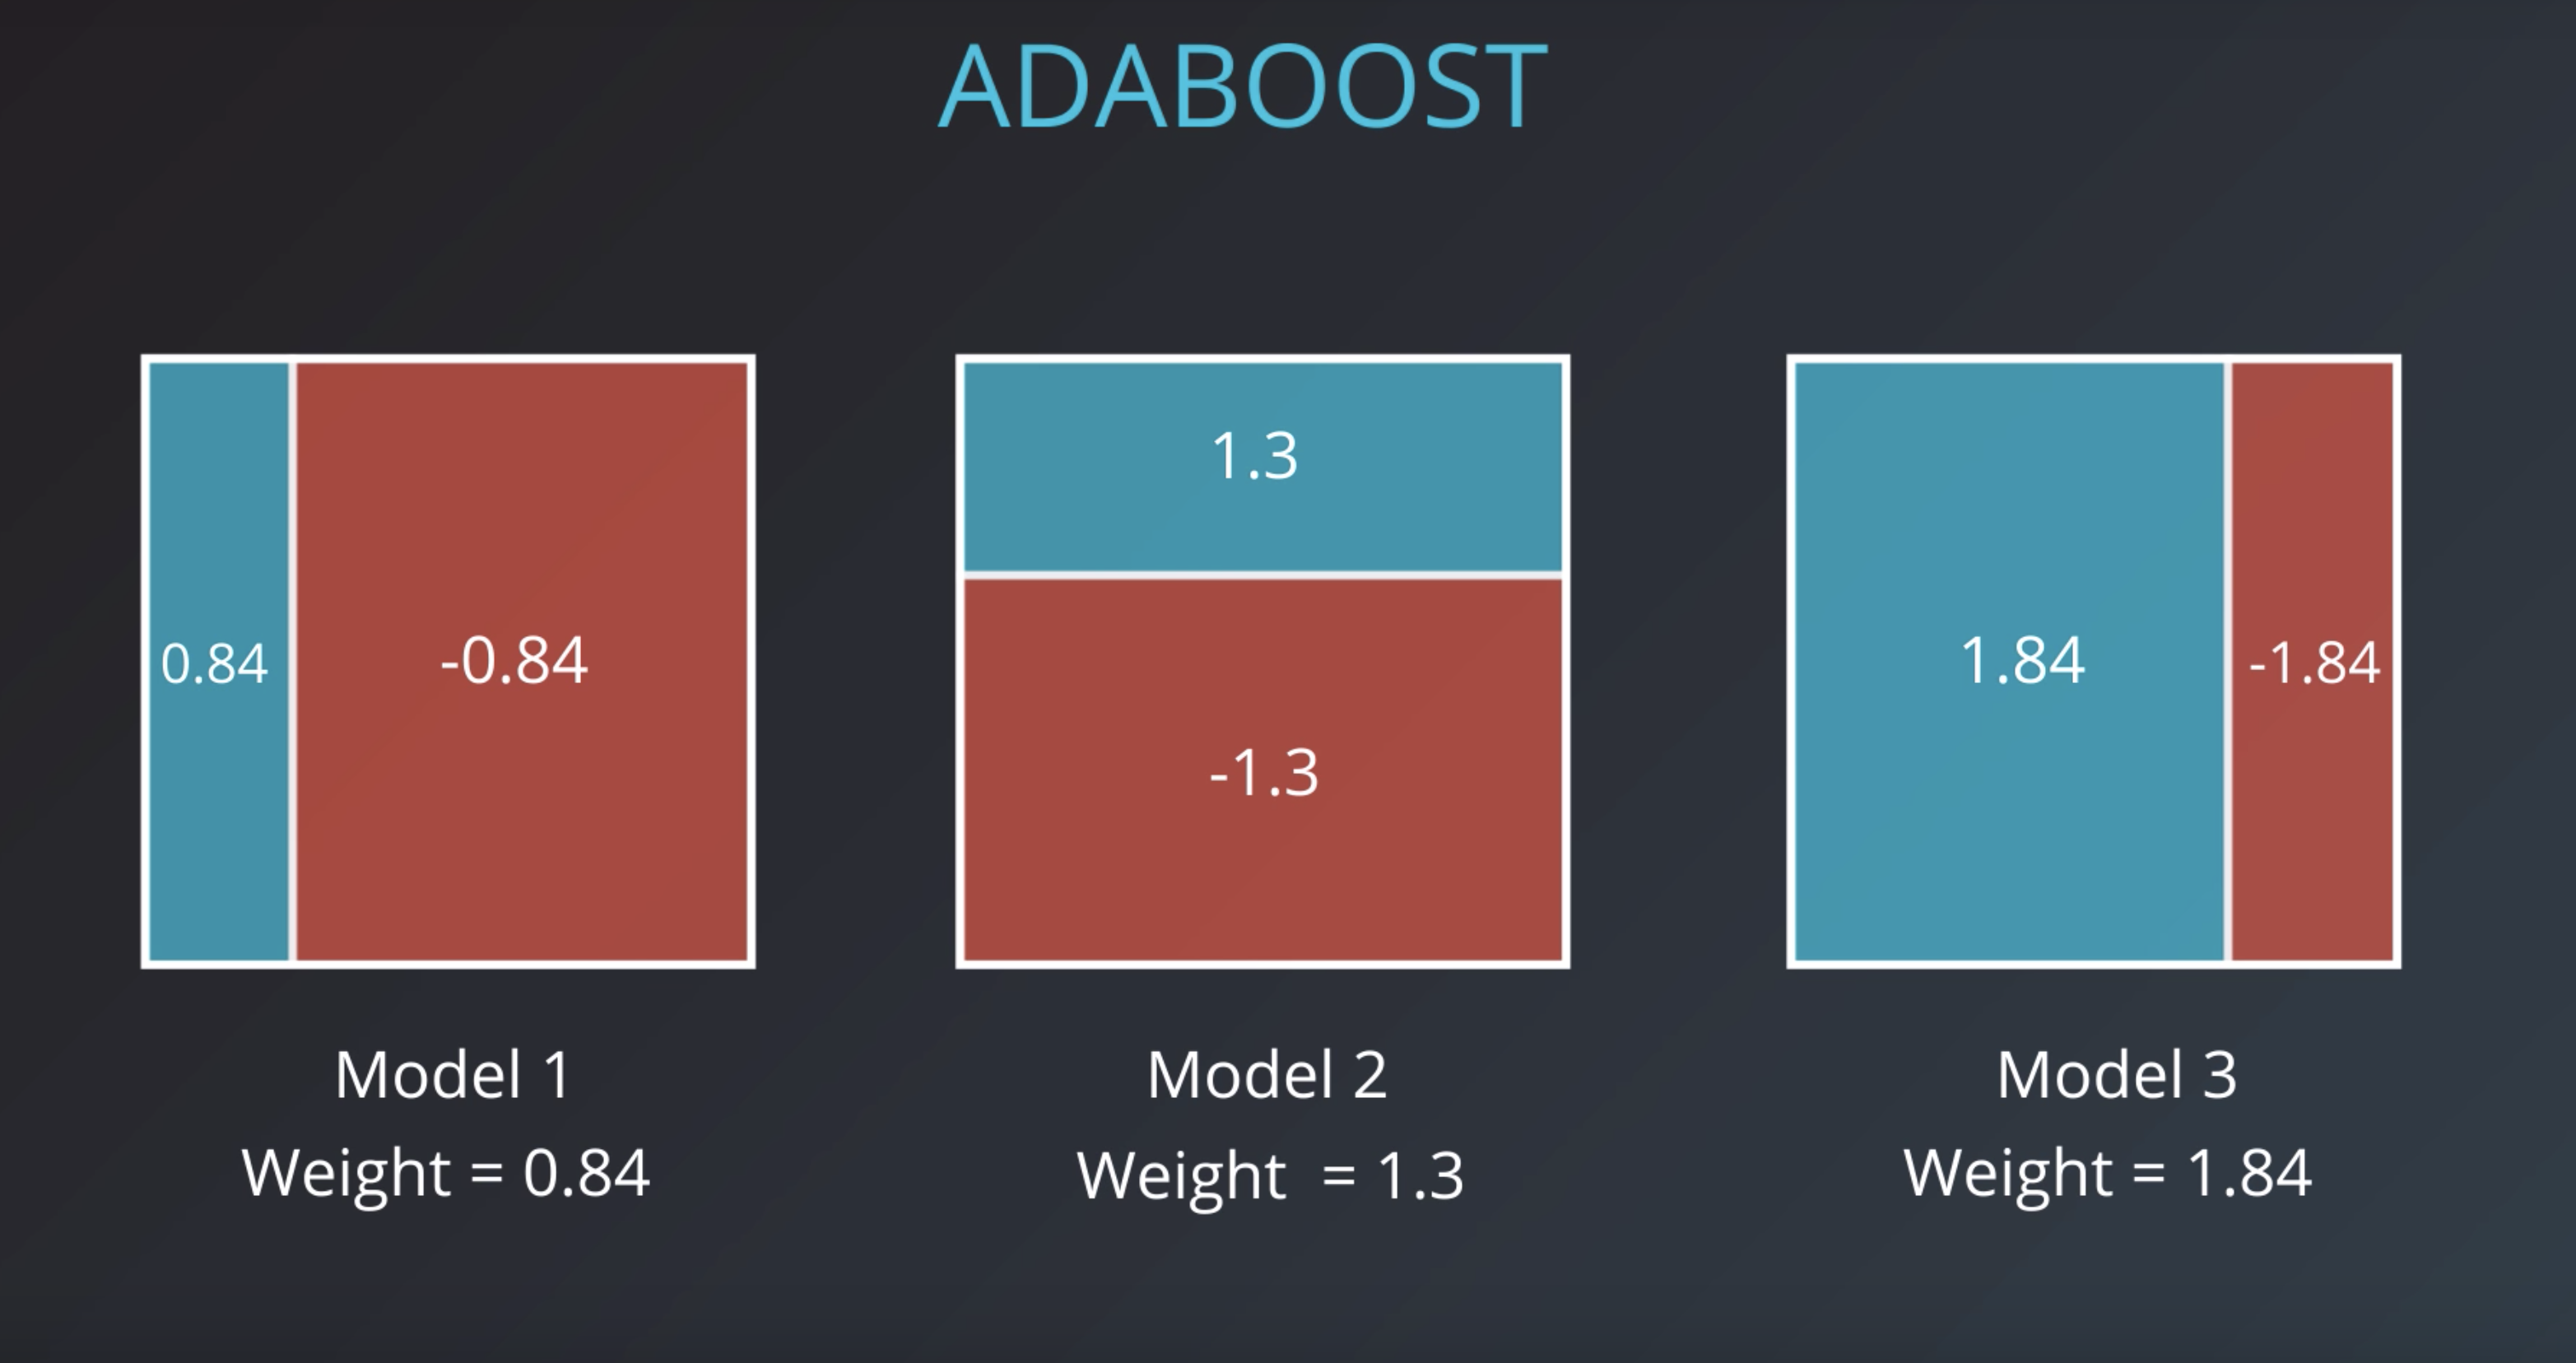 ADABOOST
0.84
-0.84
1.3
-1.3
1.84
-1.84
Model 1
Weight = 0.84
Model 2
Weight  = 1.3
Model 3
Weight = 1.84